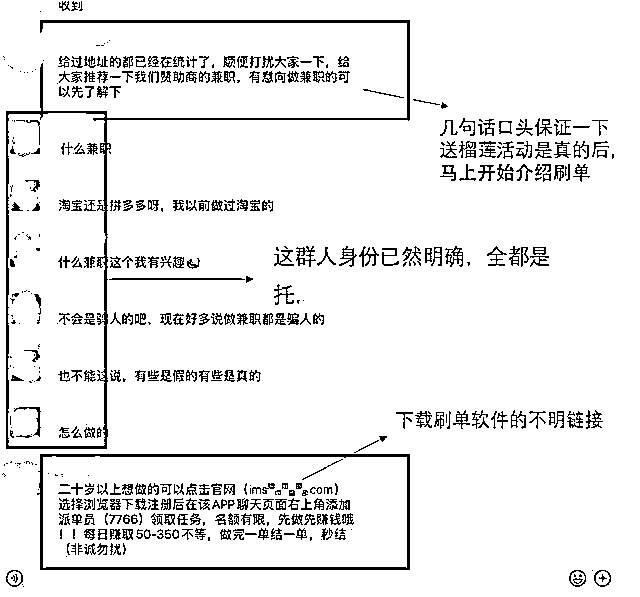 收到
给过地址的都已经在统计了，顺便打扰大家一下，给
大家推荐一下我们赞助商的兼职，有意向做兼职的可
以先了解下
几句话口头保证一下
送榴莲活动是真的后，
马上开始介绍刷单
什么兼职
淘宝还是拼多多呀，我以前做过淘宝的
什么兼职这个我有兴趣
这群人身份已然明确，全都是
托。
不会是骗人的吧，现在好多说做兼职都是骗人的
也不能这说，有些是假的有些是真的
怎么做的
下载刷单软件的不明链接
二十岁以上想做的可以点击官网（ims.com）
选择浏览器下载注册后在该APP聊天页面右上角添加
派单员（7766）领取任务，名额有限，先做先赚钱哦
！！每日赚取50-350不等，做完一单结一单，秒结
（非诚勿扰）